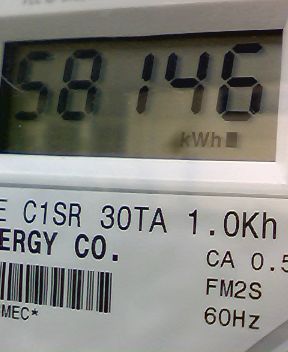 58146
kWh
E C1SR 30TA 1.0Kh
ERGY CO.
CA 0.5
FM2S
MEC*
60Hz